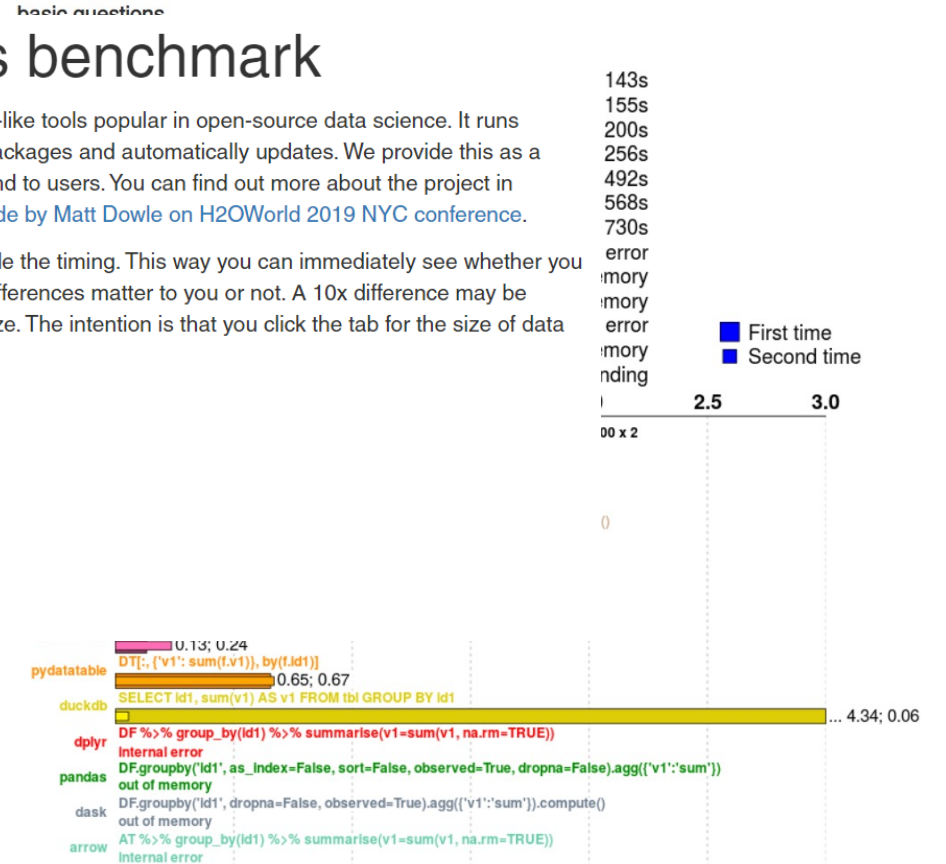 basic questions
s benchmark
-like tools popular in open-source data science. It runs
ackages and automatically updates. We provide this as a
nd to users. You can find out more about the project in
de by Matt Dowle on H2OWorld 2019 NYC conference.
le the timing. This way you can immediately see whether you
fferences matter to you or not. A 10x difference may be
ze. The intention is that you click the tab for the size of data
143s
155s
200s
256s
492s
568s
730s
error
emory
emory
error
emory
nding
First time
Second time
2.5 3.0
00 x 2
()
0.13; 0.24
pydatatable
DT[:, {'v1': sum(f.v1)}, by(f.id1)]
0.65; 0.67
duckdb
SELECT id1, sum(v1) AS v1 FROM tbl GROUP BY id1
... 4.34; 0.06
dplyr
DF %>% group_by(id1) %>% summarise(v1=sum(v1, na.rm=TRUE))
internal error
pandas
DF.groupby('id1', as_index=False, sort=False, observed=True, dropna=False).agg({'v1':'sum'})
out of memory
dask
DF.groupby('id1', dropna=False, observed=True).agg({'v1':'sum'}).compute()
out of memory
arrow
AT %>% group_by(id1) %>% summarise(v1=sum(v1, na.rm=TRUE))
internal error